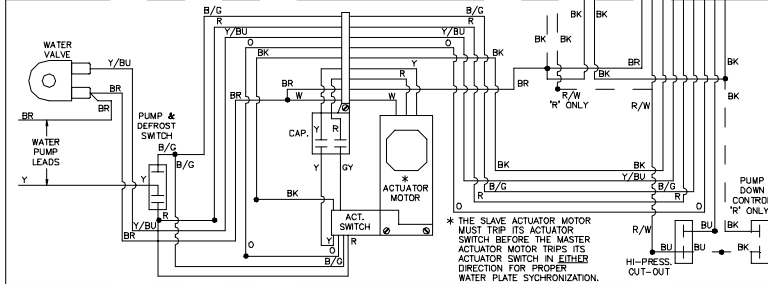 B/G
R
Y/BU
O
BK
B/G
R
Y/BU
O
BK
BK
BK
BK
BK
BR
BK
BK
R/W
"R" ONLY
R/W
WATER
VALVE
Y/BU
BR
BR
BR
WATER
PUMP
LEADS
Y
PUMP &
DEFROST
SWITCH
B/G
B/G
Y
R
Y/BU
BR
BR
BR
W
W
Y
R
BR
CAP.
Y
R
Y
GY
*
ACTUATOR
MOTOR
BK
ACT.
SWITCH
O
O
Y
R
B/G
BK
Y/BU
B/G
R
R
O
O
* THE SLAVE ACTUATOR MOTOR
MUST TRIP ITS ACTUATOR
SWITCH BEFORE THE MASTER
ACTUATOR MOTOR TRIPS ITS
ACTUATOR SWITCH IN EITHER
DIRECTION FOR PROPER
WATER PLATE SYCHRONIZATION.
R/W
BU
BU
BK
BK
HI-PRESS.
CUT-OUT
PUMP
DOWN
CONTROL
"R" ONLY